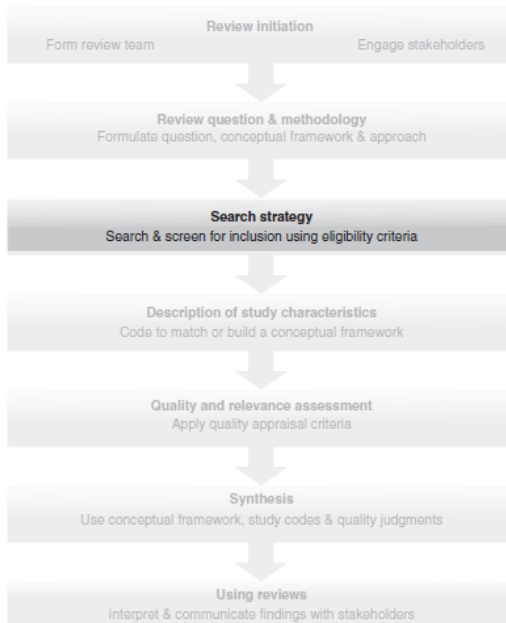 Review initiation
Form review team Engage stakeholders
Review question & methodology
Formulate question, conceptual framework & approach
Search strategy
Search & screen for inclusion using eligibility criteria
Description of study characteristics
Code to match or build a conceptual framework
Quality and relevance assessment
Apply quality appraisal criteria
Synthesis
Use conceptual framework, study codes & quality judgments
Using reviews
Interpret & communicate findings with stakeholders